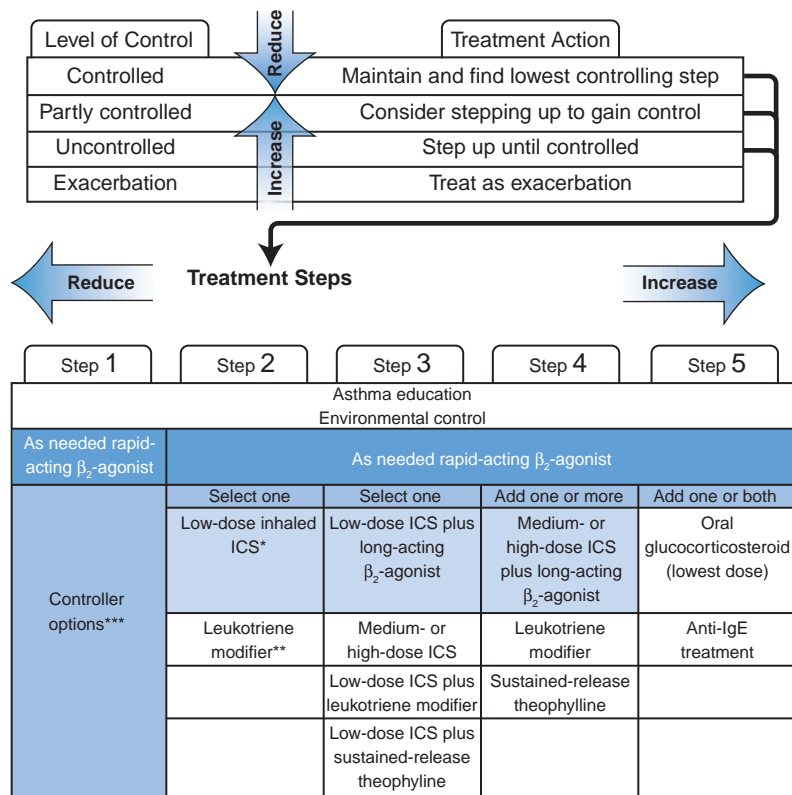 Level of Control
Treatment Action
Reduce
Controlled
Maintain and find lowest controlling step
Partly controlled
Consider stepping up to gain control
Uncontrolled
Step up until controlled
Increase
Exacerbation
Treat as exacerbation
Reduce
Treatment Steps
Increase
Step 1
Step 2
Step 3
Step 4
Step 5
Asthma education
Environmental control
As needed rapid-
acting β₂-agonist
As needed rapid-acting β₂-agonist
Select one
Select one
Add one or more
Add one or both
Controller
options***
Low-dose inhaled
ICS*
Low-dose ICS plus
long-acting
β₂-agonist
Medium- or
high-dose ICS
plus long-acting
β₂-agonist
Oral
glucocorticosteroid
(lowest dose)
Leukotriene
modifier**
Medium- or
high-dose ICS
Leukotriene
modifier
Anti-IgE
treatment
Low-dose ICS plus
leukotriene modifier
Sustained-release
theophylline
Low-dose ICS plus
sustained-release
theophyline